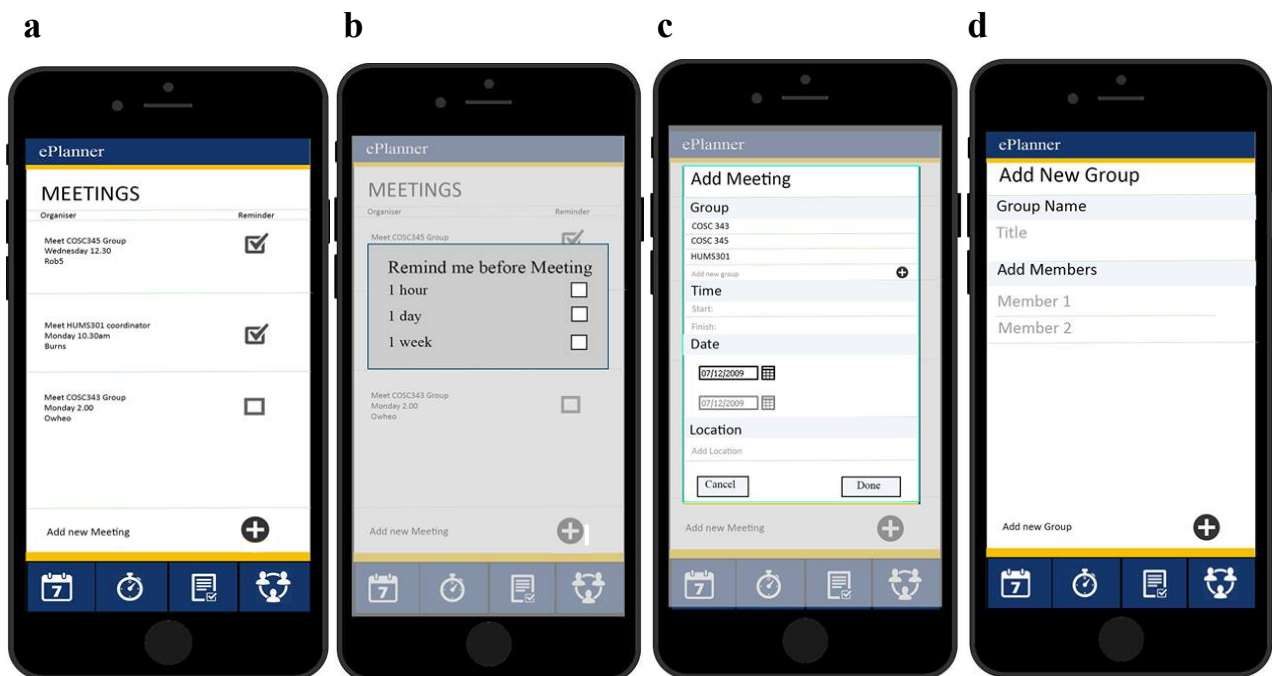 a
b
c
d
ePlanner
MEETINGS
Organiser Reminder
Meet COSC345 Group
Wednesday 12.30
Rob5
Meet HUMS301 coordinator
Monday 10.30am
Burns
Meet COSC343 Group
Monday 2.00
Owheo
Add new Meeting
7
ePlanner
MEETINGS
Organiser Reminder
Meet COSC345 Group
Remind me before Meeting
1 hour
1 day
1 week
Meet COSC343 Group
Monday 2.00
Owheo
Add new Meeting
7
ePlanner
Add Meeting
Group
COSC 343
COSC 345
HUMS301
Add new group
Time
Start:
Finish:
Date
07/12/2009
07/12/2009
Location
Add Location
Cancel Done
Add new Meeting
7
ePlanner
Add New Group
Group Name
Title
Add Members
Member 1
Member 2
Add new Group
7